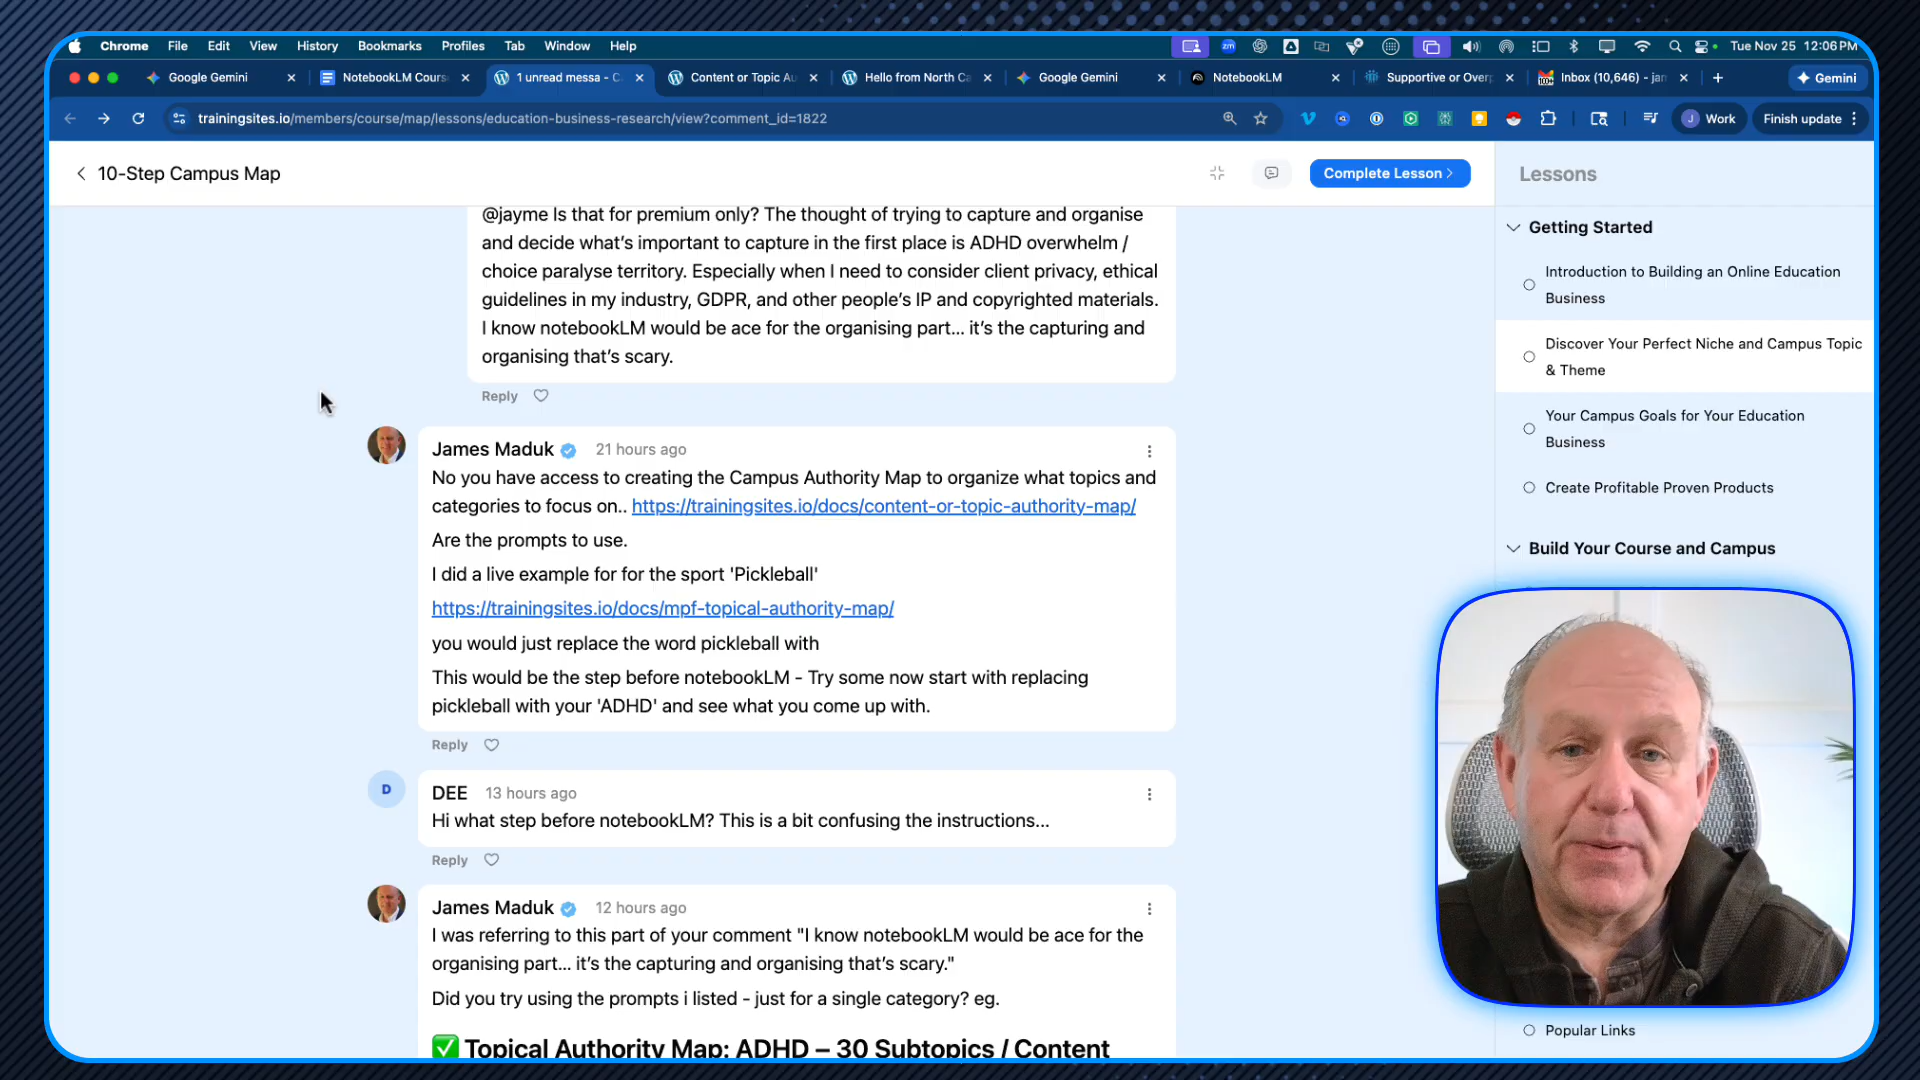 Chrome File Edit View History Bookmarks Profiles Tab Window Help Tue Nov 25 12:06 PM
Google Gemini NotebookLM Cours 1 unread messa - C Content or Topic Au Hello from North Ca Google Gemini NotebookLM Supportive or Over Inbox (10,646) - jan Gemini
trainingsites.io/members/course/map/lessons/education-business-research/view?comment_id=1822 J Work Finish update
10-Step Campus Map
Complete Lesson
@jayme Is that for premium only? The thought of trying to capture and organise
and decide what's important to capture in the first place is ADHD overwhelm /
choice paralyse territory. Especially when I need to consider client privacy, ethical
guidelines in my industry, GDPR, and other people's IP and copyrighted materials.
I know notebookLM would be ace for the organising part... it's the capturing and
organising that's scary.
Reply
James Maduk 21 hours ago
No you have access to creating the Campus Authority Map to organize what topics and
categories to focus on.. https://trainingsites.io/docs/content-or-topic-authority-map/
Are the prompts to use.
I did a live example for for the sport 'Pickleball'
https://trainingsites.io/docs/mpf-topical-authority-map/
you would just replace the word pickleball with
This would be the step before notebookLM - Try some now start with replacing
pickleball with your 'ADHD' and see what you come up with.
Reply
D
DEE 13 hours ago
Hi what step before notebookLM? This is a bit confusing the instructions...
Reply
James Maduk 12 hours ago
I was referring to this part of your comment "I know notebookLM would be ace for the
organising part... it's the capturing and organising that's scary."
Did you try using the prompts i listed - just for a single category? eg.
Topical Authority Map: ADHD – 30 Subtopics / Content
Lessons
Getting Started
Introduction to Building an Online Education
Business
Discover Your Perfect Niche and Campus Topic
& Theme
Your Campus Goals for Your Education
Business
Create Profitable Proven Products
Build Your Course and Campus
Popular Links